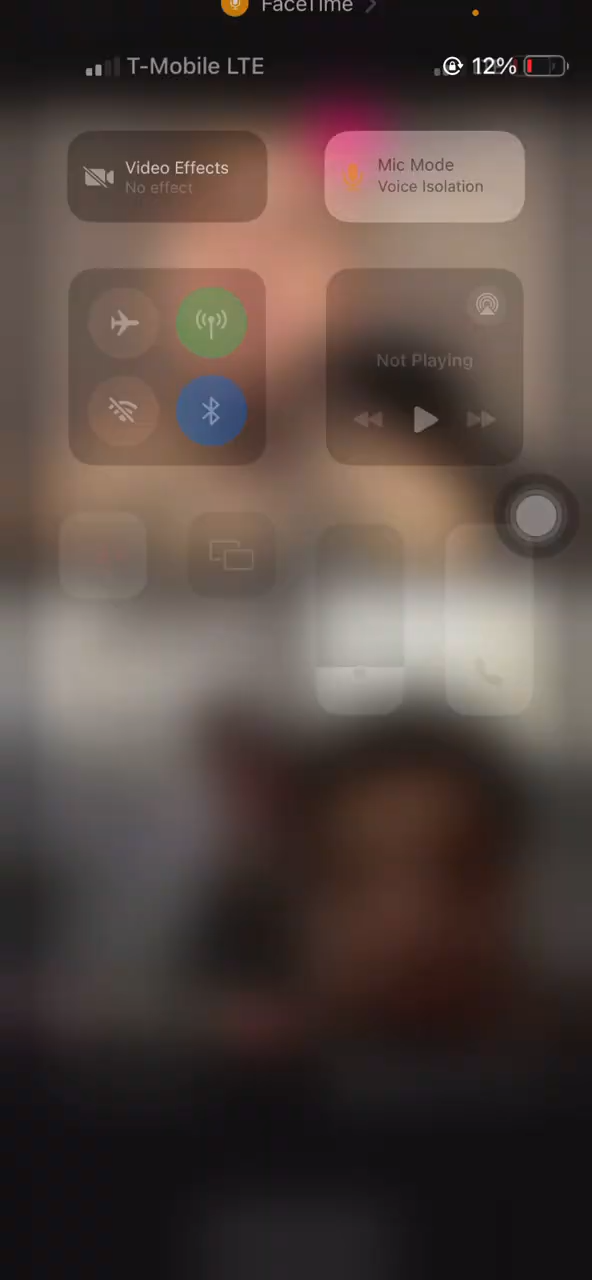 FaceTime
T-Mobile LTE
12%
Video Effects
No effect
Mic Mode
Voice Isolation
Not Playing